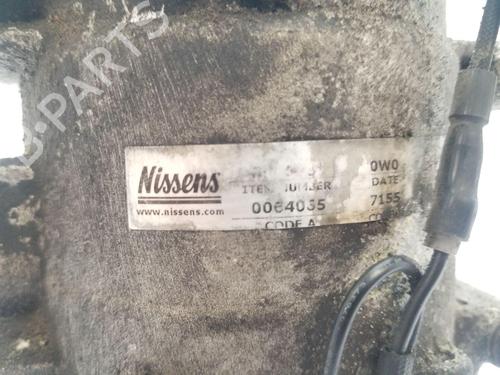 B-PARTS
Nissens
www.nissens.com
0W0
ITEM NUMBER DATE
0064035 7155
CODE A